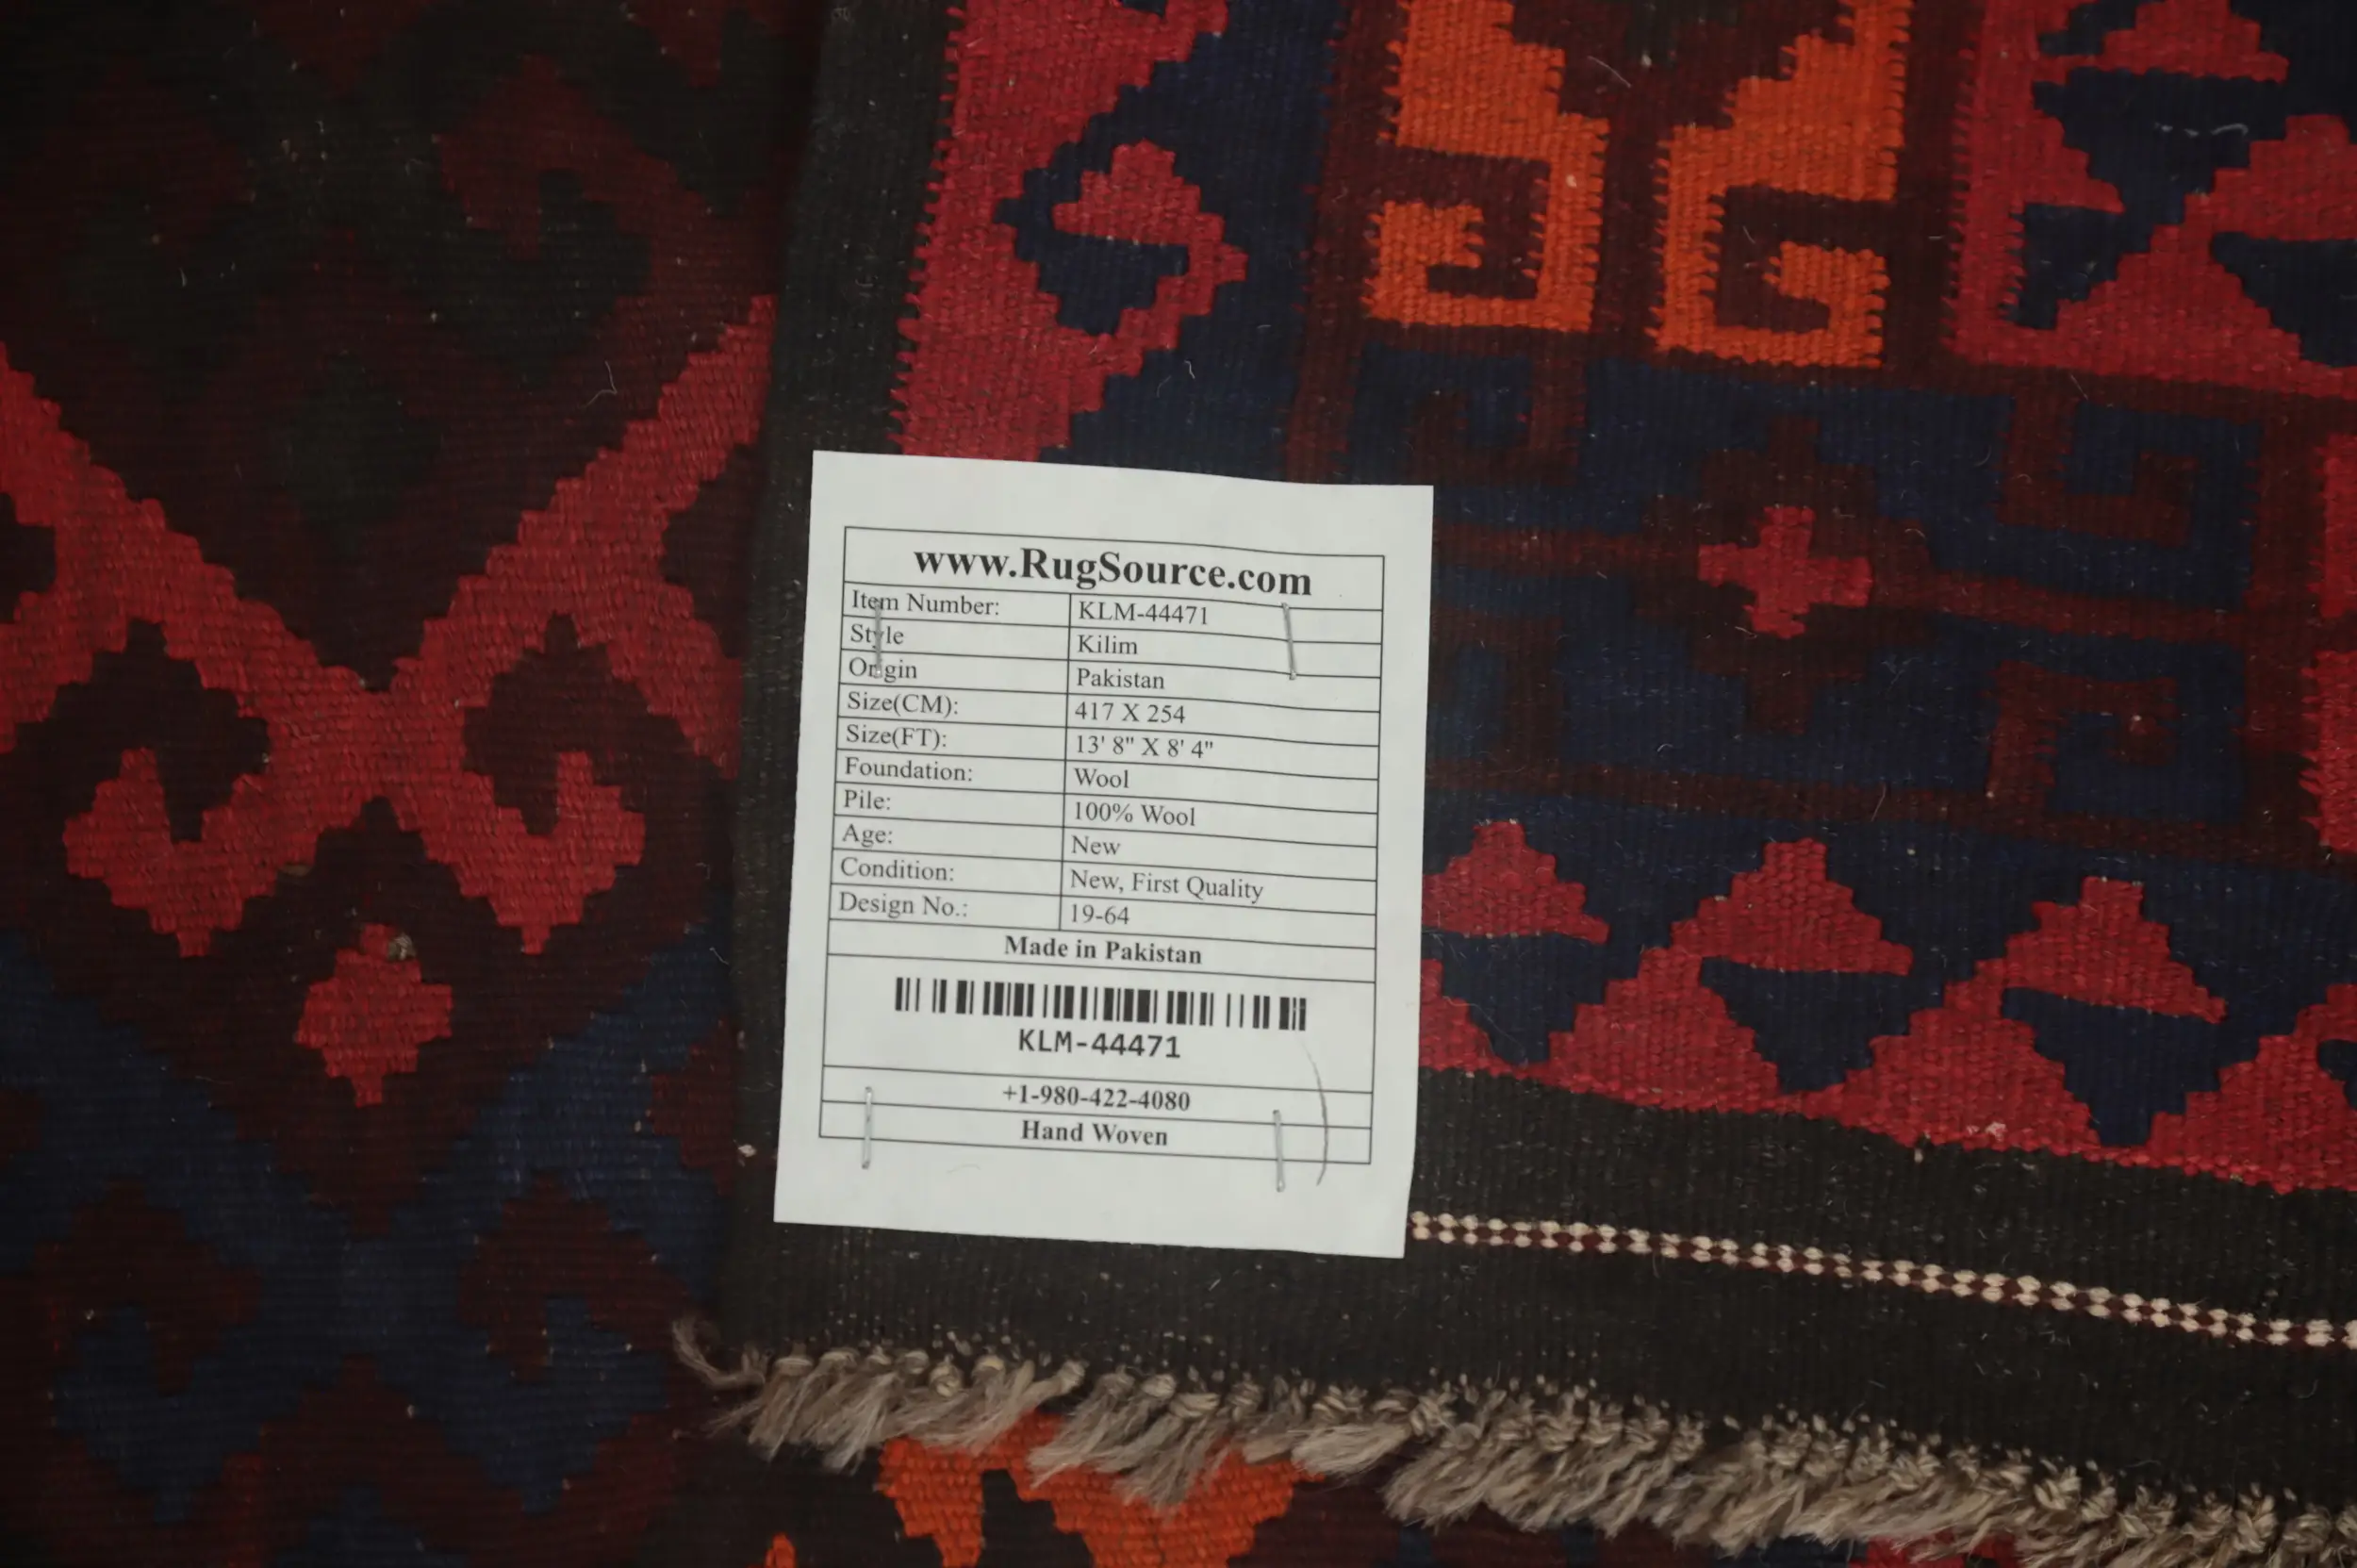 www.RugSource.com
Item Number: KLM-44471
Style Kilim
Origin Pakistan
Size(CM): 417 X 254
Size(FT): 13' 8" X 8' 4"
Foundation: Wool
Pile: 100% Wool
Age: New
Condition: New, First Quality
Design No.: 19-64
Made in Pakistan
KLM-44471
+1-980-422-4080
Hand Woven